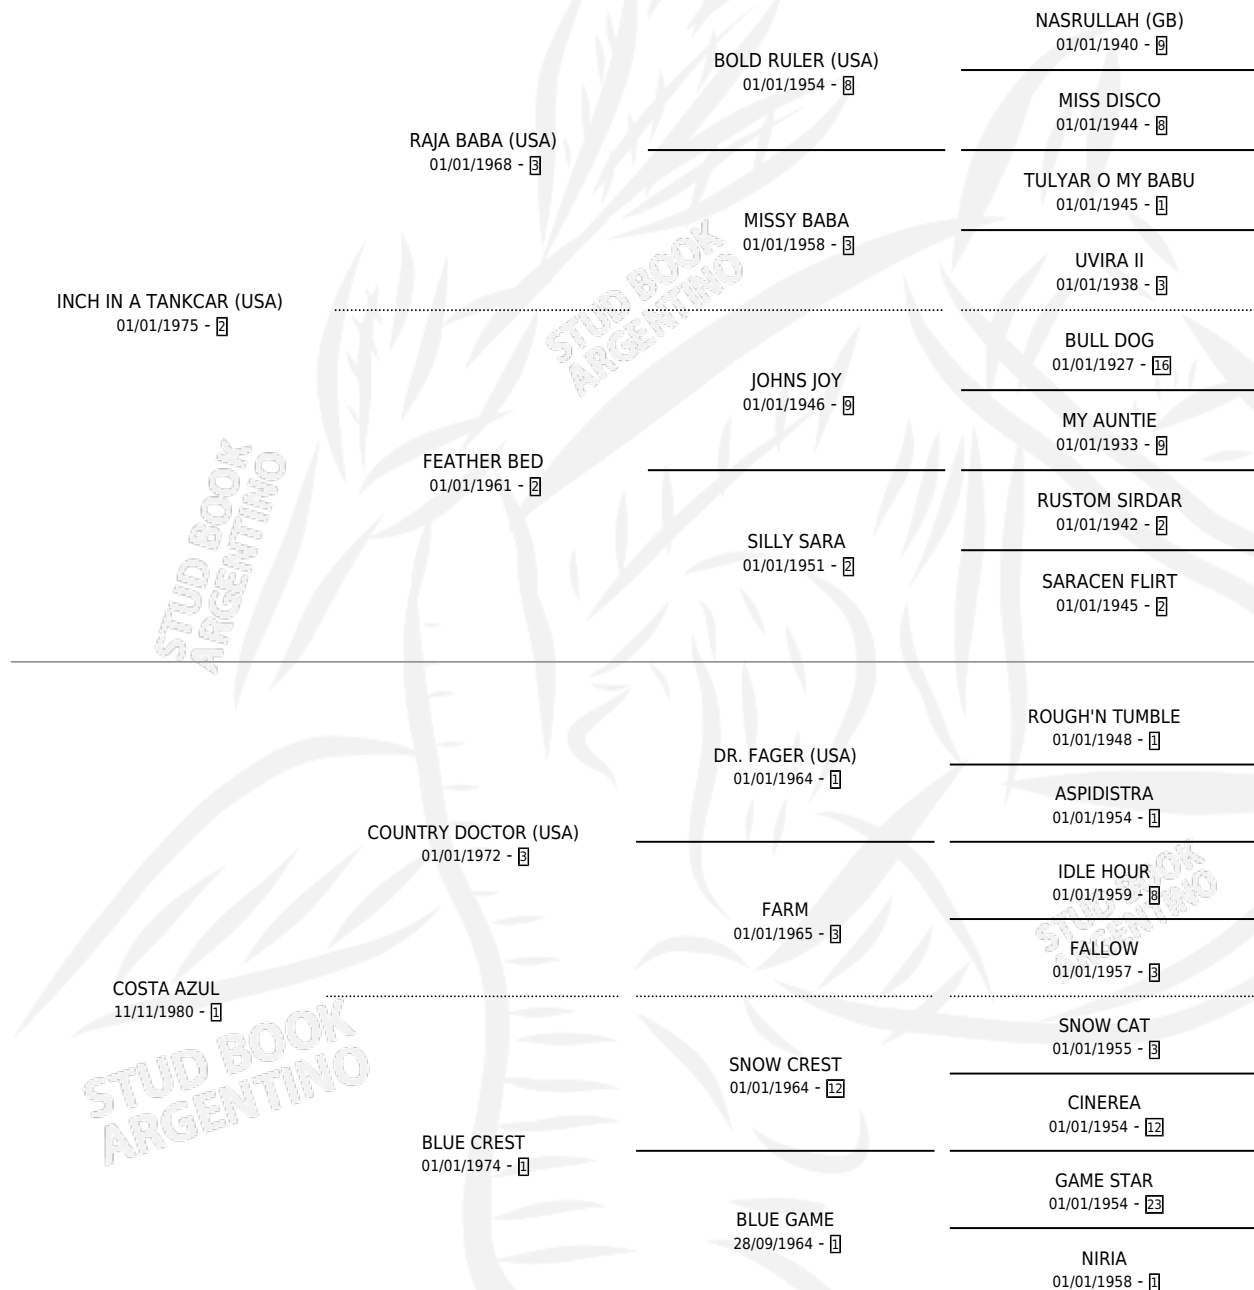 NASRULLAH (GB)
01/01/1940 - 9
BOLD RULER (USA)
01/01/1954 - 8
MISS DISCO
01/01/1944 - 8
RAJA BABA (USA)
01/01/1968 - 3
TULYAR O MY BABU
01/01/1945 - 1
MISSY BABA
01/01/1958 - 3
UVIRA II
01/01/1938 - 3
INCH IN A TANKCAR (USA)
01/01/1975 - 2
BULL DOG
01/01/1927 - 16
JOHNS JOY
01/01/1946 - 9
MY AUNTIE
01/01/1933 - 9
FEATHER BED
01/01/1961 - 2
RUSTOM SIRDAR
01/01/1942 - 2
SILLY SARA
01/01/1951 - 2
SARACEN FLIRT
01/01/1945 - 2
ROUGH'N TUMBLE
01/01/1948 - 1
DR. FAGER (USA)
01/01/1964 - 1
ASPIDISTRA
01/01/1954 - 1
COUNTRY DOCTOR (USA)
01/01/1972 - 3
IDLE HOUR
01/01/1959 - 8
FARM
01/01/1965 - 3
FALLOW
01/01/1957 - 3
COSTA AZUL
11/11/1980 - 1
SNOW CAT
01/01/1955 - 3
SNOW CREST
01/01/1964 - 12
CINEREA
01/01/1954 - 12
BLUE CREST
01/01/1974 - 1
GAME STAR
01/01/1954 - 23
BLUE GAME
28/09/1964 - 1
NIRIA
01/01/1958 - 1
STUD BOOK
ARGENTINO
STUD BOOK
ARGENTINO
STUD BOOK
ARGENTINO
STUD BOOK
ARGENTINO